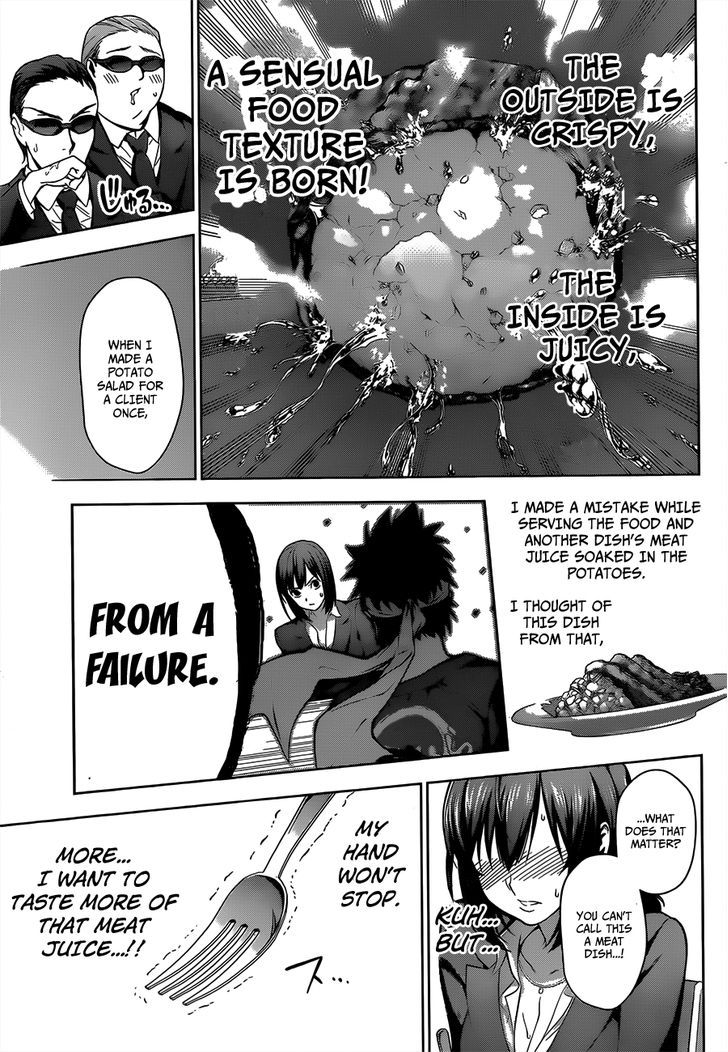 THE
OUTSIDE IS
CRISPY,
THE
INSIDE IS
JUICY,
A SENSUAL
FOOD
TEXTURE
IS BORN!
じゅる…
WHEN I
MADE A
POTATO
SALAD FOR
A CLIENT
ONCE,
I MADE A MISTAKE WHILE
SERVING THE FOOD AND
ANOTHER DISH'S MEAT
JUICE SOAKED IN THE
POTATOES.
I THOUGHT OF
THIS DISH
FROM THAT,
FROM A
FAILURE.
...WHAT
DOES THAT
MATTER?
YOU CAN'T
CALL THIS
A MEAT
DISH...!
KUH...
BUT...
MY
HAND
WON'T
STOP.
MORE...
I WANT TO
TASTE MORE OF
THAT MEAT
JUICE...!!
ス…